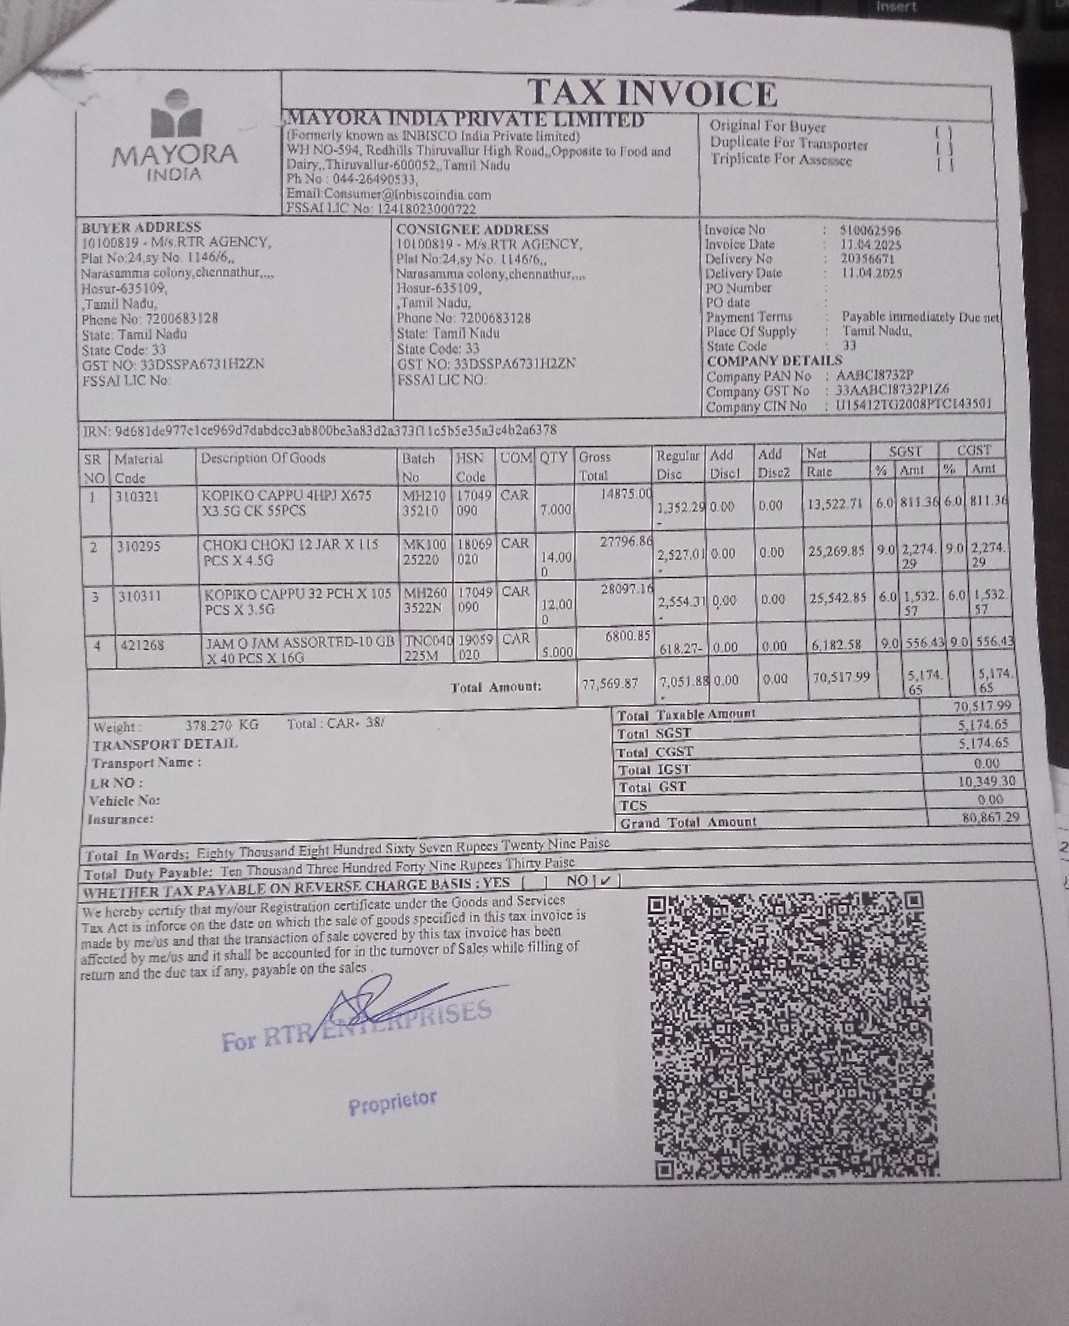 Insert
TAX INVOICE
MAYORA
INDIA
MAYORA INDIA PRIVATE LIMITED
(Formerly known as INBISCO India Private limited)
WH NO-594, Redhills Thiruvallur High Road,,Opposite to Food and
Dairy,,Thiruvallur-600052,,Tamil Nadu
Ph No : 044-26490533,
Email:Consumer@inbiscoindia.com
FSSAI LIC No: 12418023000722
Original For Buyer [ ]
Duplicate For Transporter [ ]
Triplicate For Assessee [ ]
BUYER ADDRESS
10100819 - M/s.RTR AGENCY,
Plat No:24,sy No. 1146/6,,
Narasamma colony,chennathur,,,,
Hosur-635109,
,Tamil Nadu,
Phone No: 7200683128
State: Tamil Nadu
State Code: 33
GST NO: 33DSSPA6731H2ZN
FSSAI LIC No:
CONSIGNEE ADDRESS
10100819 - M/s.RTR AGENCY,
Plat No:24,sy No. 1146/6,,
Narasamma colony,chennathur,,,,
Hosur-635109,
,Tamil Nadu,
Phone No: 7200683128
State: Tamil Nadu
State Code: 33
GST NO: 33DSSPA6731H2ZN
FSSAI LIC NO:
Invoice No : 510062596
Invoice Date : 11.04.2025
Delivery No : 20356671
Delivery Date : 11.04.2025
PO Number :
PO date :
Payment Terms : Payable immediately Due net
Place Of Supply : Tamil Nadu,
State Code : 33
COMPANY DETAILS
Company PAN No : AABCI8732P
Company GST No : 33AABCI8732P1Z6
Company CIN No : U15412TG2008PTC143501
IRN: 9d681de977c1ce969d7dabdcc3ab800bc3a83d2a373f11c5b5e35a3c4b2a6378
SR NO Material Code Description Of Goods Batch No HSN Code UOM QTY Gross Total Regular Disc Add Disc1 Add Disc2 Net Rate SGST % Amt CGST % Amt
1 310321 KOPIKO CAPPU 4HPJ X675 X3.5G CK 55PCS MH210 35210 17049 090 CAR 7.000 14875.00 1,352.29- 0.00 0.00 13,522.71 6.0 811.36 6.0 811.36
2 310295 CHOKI CHOKI 12 JAR X 115 PCS X 4.5G MK100 25220 18069 020 CAR 14.000 27796.86 2,527.01- 0.00 0.00 25,269.85 9.0 2,274.29 9.0 2,274.29
3 310311 KOPIKO CAPPU 32 PCH X 105 PCS X 3.5G MH260 3522N 17049 090 CAR 12.000 28097.16 2,554.31- 0.00 0.00 25,542.85 6.0 1,532.57 6.0 1,532.57
4 421268 JAM O JAM ASSORTED-10 GB X 40 PCS X 16G TNC040 225M 19059 020 CAR 5.000 6800.85 618.27- 0.00 0.00 6,182.58 9.0 556.43 9.0 556.43
Total Amount: 77,569.87 7,051.88- 0.00 0.00 70,517.99 5,174.65 5,174.65
Weight : 378.270 KG Total : CAR- 38/
TRANSPORT DETAIL
Transport Name :
LR NO :
Vehicle No:
Insurance:
Total Taxable Amount 70,517.99
Total SGST 5,174.65
Total CGST 5,174.65
Total IGST 0.00
Total GST 10,349.30
TCS 0.00
Grand Total Amount 80,867.29
Total In Words: Eighty Thousand Eight Hundred Sixty Seven Rupees Twenty Nine Paise
Total Duty Payable: Ten Thousand Three Hundred Forty Nine Rupees Thirty Paise
WHETHER TAX PAYABLE ON REVERSE CHARGE BASIS : YES [ ] NO [✓]
We hereby certify that my/our Registration certificate under the Goods and Services
Tax Act is inforce on the date on which the sale of goods specified in this tax invoice is
made by me/us and that the transaction of sale covered by this tax invoice has been
affected by me/us and it shall be accounted for in the turnover of Sales while filling of
return and the due tax if any, payable on the sales .
For RTR ENTERPRISES
Proprietor